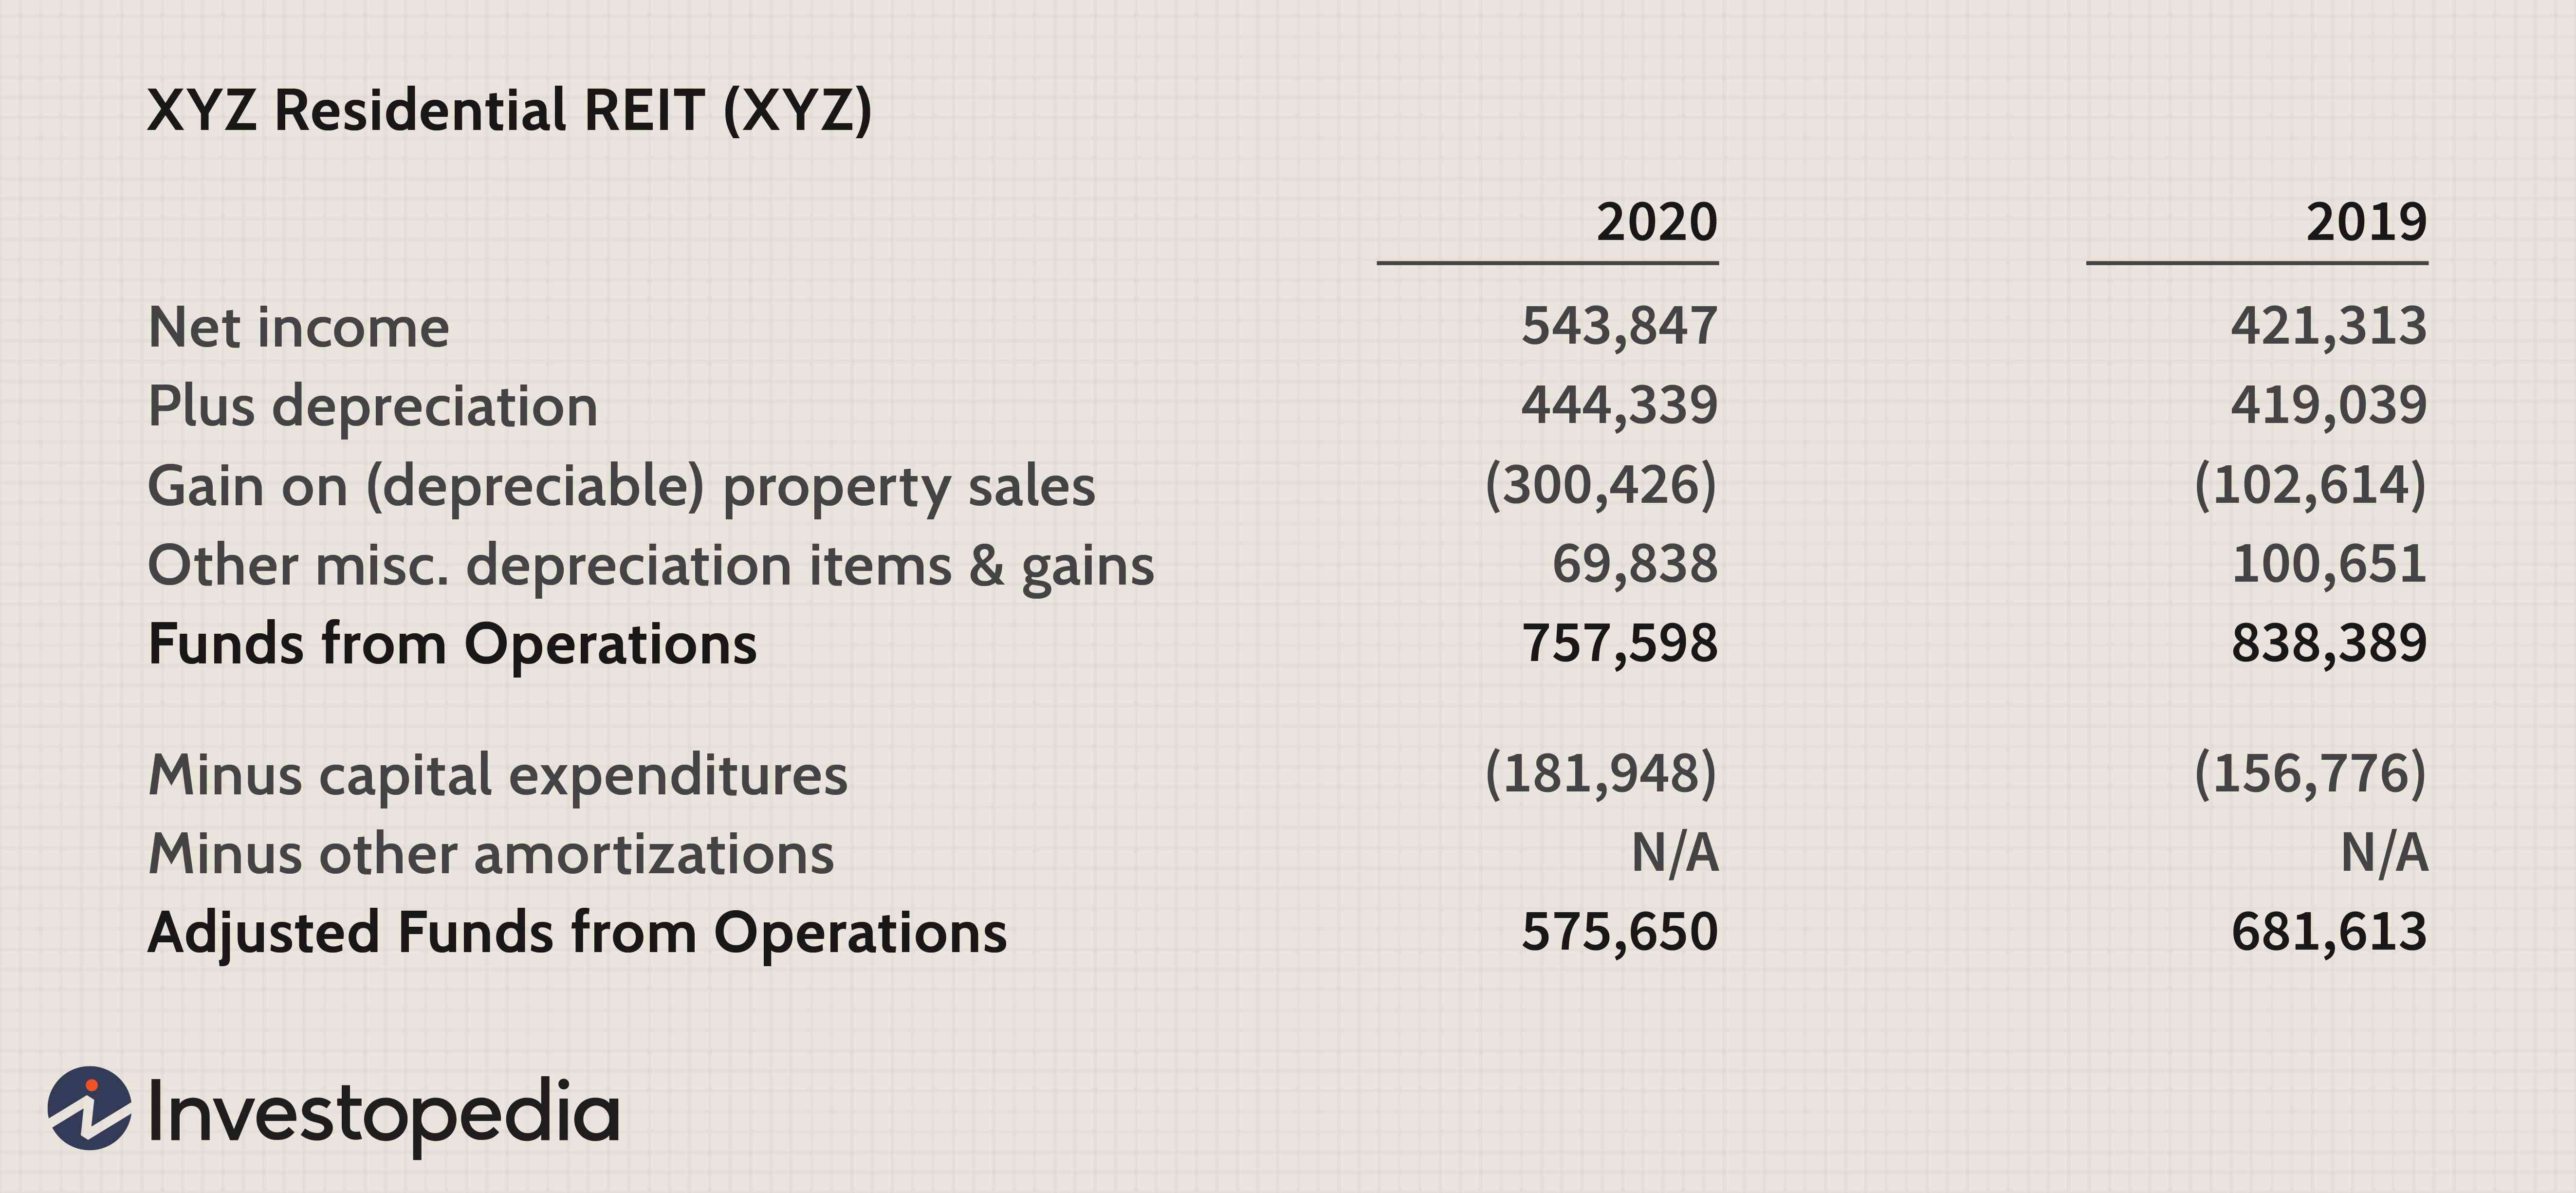 XYZ Residential REIT (XYZ)
2020 2019
Net income 543,847 421,313
Plus depreciation 444,339 419,039
Gain on (depreciable) property sales (300,426) (102,614)
Other misc. depreciation items & gains 69,838 100,651
Funds from Operations 757,598 838,389
Minus capital expenditures (181,948) (156,776)
Minus other amortizations N/A N/A
Adjusted Funds from Operations 575,650 681,613
Investopedia